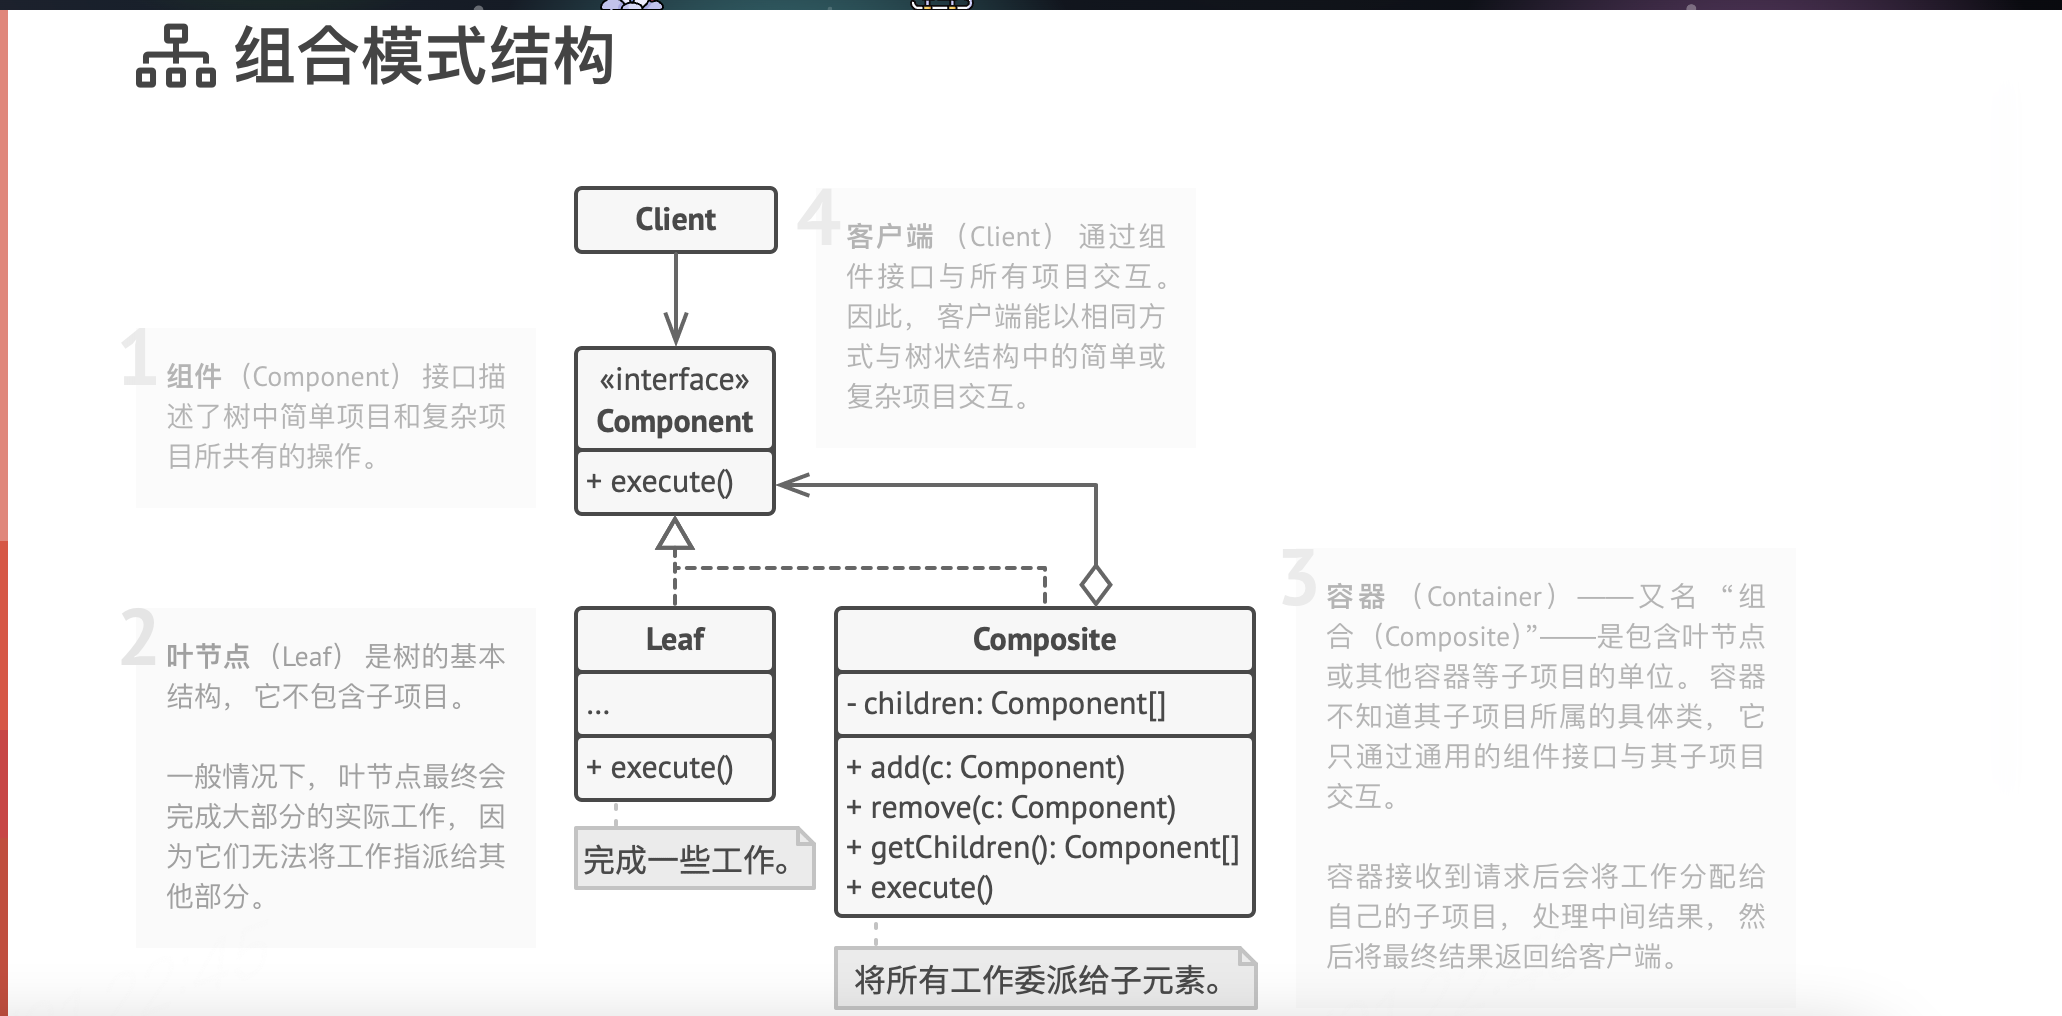 组合模式结构
Client
4
客户端 （Client） 通过组
件接口与所有项目交互。
因此， 客户端能以相同方
式与树状结构中的简单或
复杂项目交互。
1
组件 （Component） 接口描
述了树中简单项目和复杂项
目所共有的操作。
«interface»
Component
+ execute()
2
叶节点 （Leaf） 是树的基本
结构， 它不包含子项目。
一般情况下， 叶节点最终会
完成大部分的实际工作， 因
为它们无法将工作指派给其
他部分。
Leaf
...
+ execute()
完成一些工作。
Composite
- children: Component[]
+ add(c: Component)
+ remove(c: Component)
+ getChildren(): Component[]
+ execute()
将所有工作委派给子元素。
3
容器 （Container）——又名 “组
合 （Composite）”——是包含叶节点
或其他容器等子项目的单位。 容器
不知道其子项目所属的具体类， 它
只通过通用的组件接口与其子项目
交互。
容器接收到请求后会将工作分配给
自己的子项目， 处理中间结果， 然
后将最终结果返回给客户端。